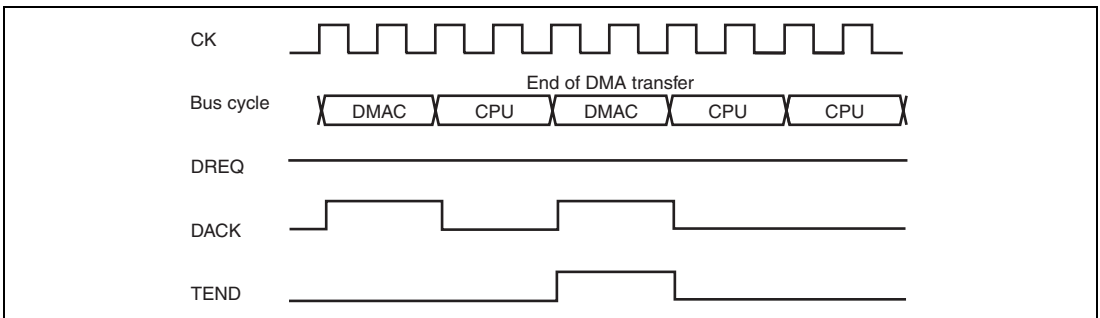 CK
End of DMA transfer
Bus cycle
DMAC CPU DMAC CPU CPU
DREQ
DACK
TEND